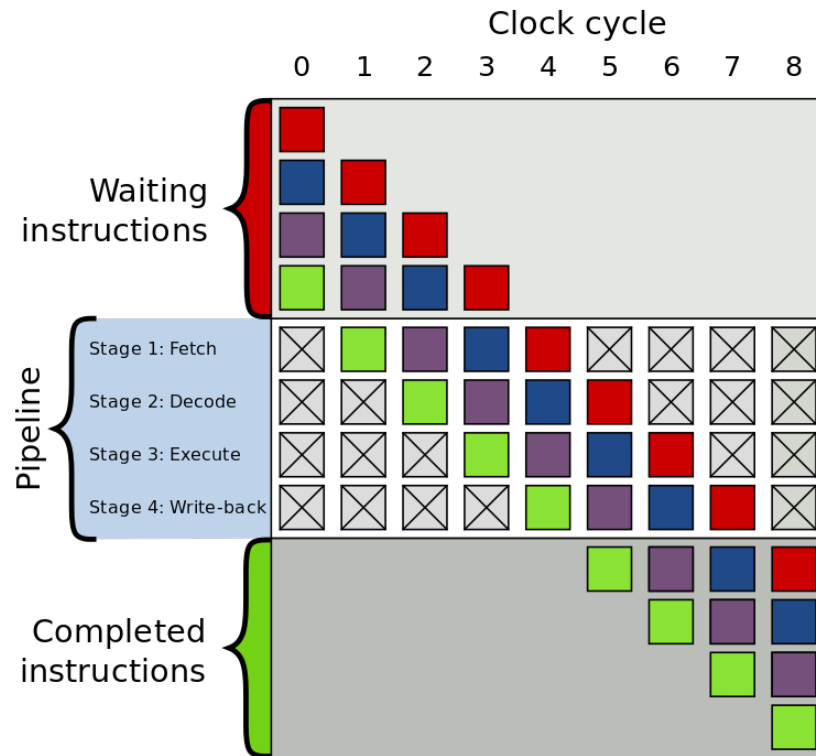 Clock cycle
0 1 2 3 4 5 6 7 8
Waiting
instructions
Pipeline
Stage 1: Fetch
Stage 2: Decode
Stage 3: Execute
Stage 4: Write-back
Completed
instructions